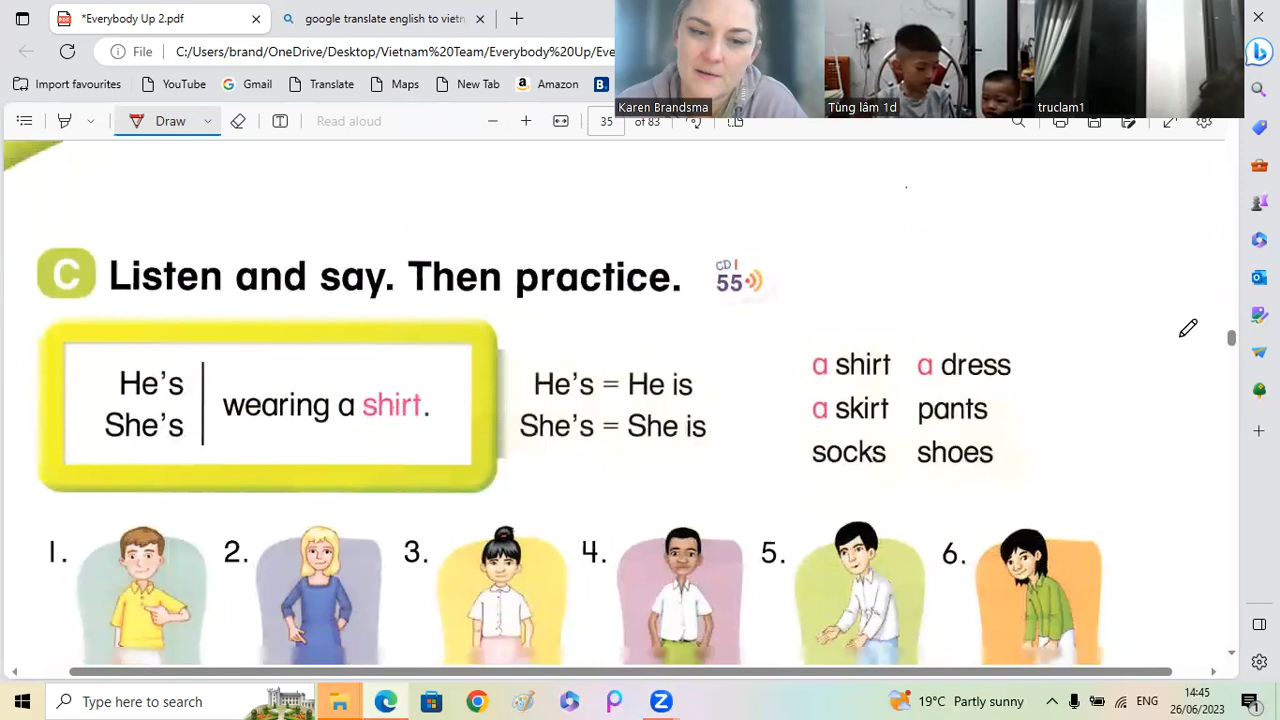 *Everybody Up 2.pdf
google translate english to vietn
File
C:/Users/brand/OneDrive/Desktop/Vietnam%20Team/Everybody%20Up/Eve
Import favourites
YouTube
Gmail
Translate
Maps
New Tab
Amazon
B.
Karen Brandsma
Tùng lâm 1d
truclam1
Draw
Read aloud
35
of 83
C Listen and say. Then practice. CD 1 55
He's
She's
wearing a shirt.
He's = He is
She's = She is
a shirt a dress
a skirt pants
socks shoes
1. 2. 3. 4. 5. 6.
Type here to search
19°C Partly sunny
ENG
14:45
26/06/2023